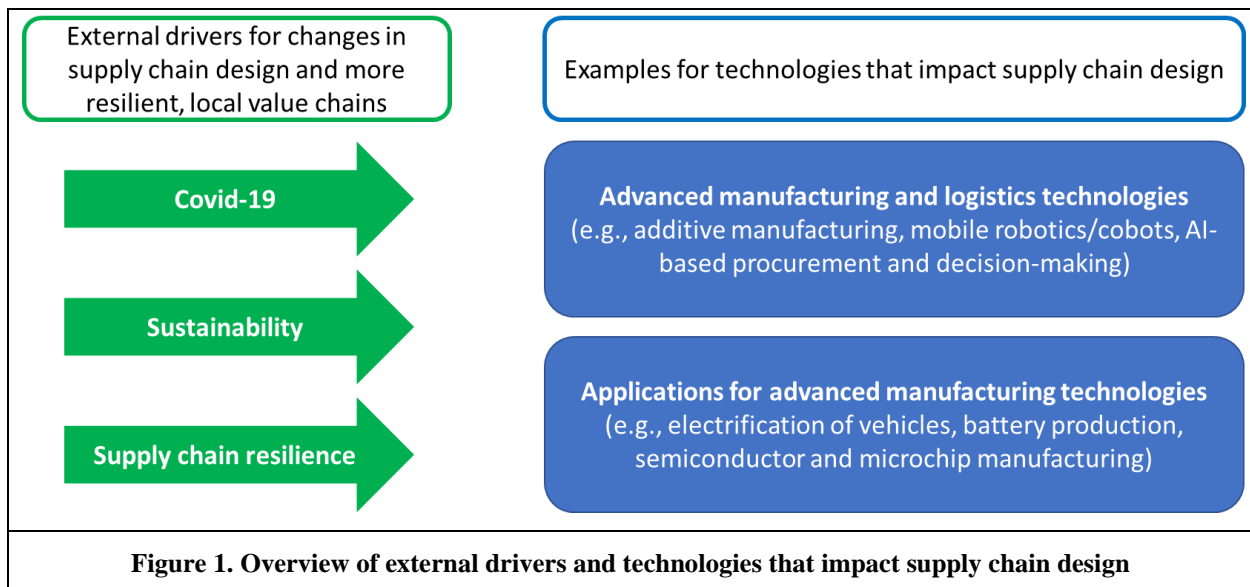 External drivers for changes in
supply chain design and more
resilient, local value chains
Examples for technologies that impact supply chain design
Covid-19
Sustainability
Supply chain resilience
Advanced manufacturing and logistics technologies
(e.g., additive manufacturing, mobile robotics/cobots, AI-
based procurement and decision-making)
Applications for advanced manufacturing technologies
(e.g., electrification of vehicles, battery production,
semiconductor and microchip manufacturing)
Figure 1. Overview of external drivers and technologies that impact supply chain design